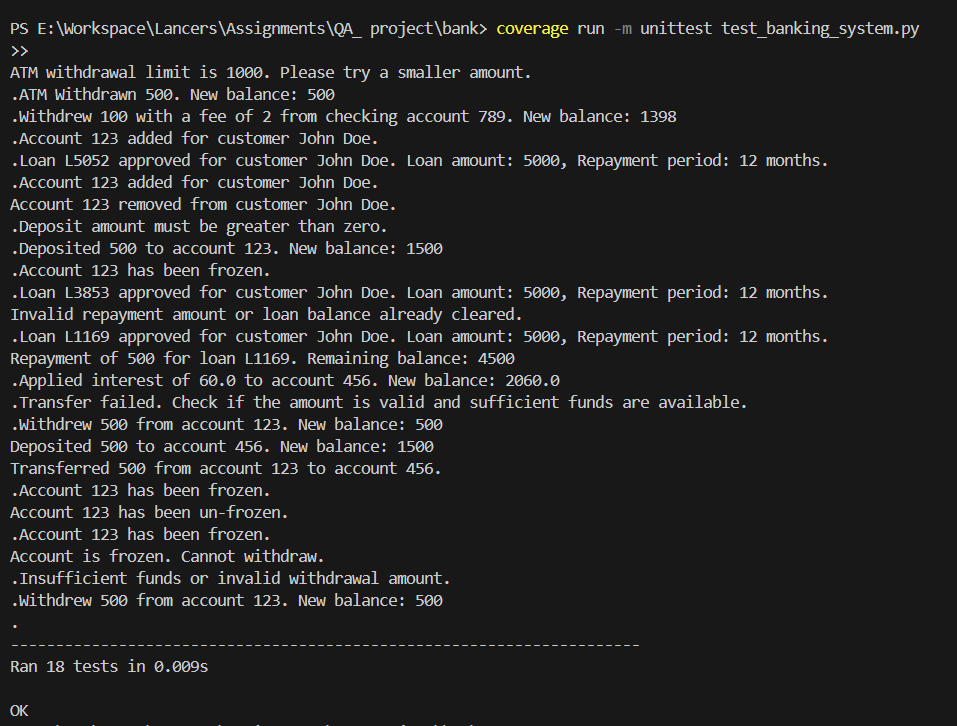 PS E:\Workspace\Lancers\Assignments\QA_ project\bank> coverage run -m unittest test_banking_system.py
>>
ATM withdrawal limit is 1000. Please try a smaller amount.
.ATM Withdrawn 500. New balance: 500
.Withdrew 100 with a fee of 2 from checking account 789. New balance: 1398
.Account 123 added for customer John Doe.
.Loan L5052 approved for customer John Doe. Loan amount: 5000, Repayment period: 12 months.
.Account 123 added for customer John Doe.
Account 123 removed from customer John Doe.
.Deposit amount must be greater than zero.
.Deposited 500 to account 123. New balance: 1500
.Account 123 has been frozen.
.Loan L3853 approved for customer John Doe. Loan amount: 5000, Repayment period: 12 months.
Invalid repayment amount or loan balance already cleared.
.Loan L1169 approved for customer John Doe. Loan amount: 5000, Repayment period: 12 months.
Repayment of 500 for loan L1169. Remaining balance: 4500
.Applied interest of 60.0 to account 456. New balance: 2060.0
.Transfer failed. Check if the amount is valid and sufficient funds are available.
.Withdrew 500 from account 123. New balance: 500
Deposited 500 to account 456. New balance: 1500
Transferred 500 from account 123 to account 456.
.Account 123 has been frozen.
Account 123 has been un-frozen.
.Account 123 has been frozen.
Account is frozen. Cannot withdraw.
.Insufficient funds or invalid withdrawal amount.
.Withdrew 500 from account 123. New balance: 500
.
----------------------------------------------------------------------
Ran 18 tests in 0.009s
OK